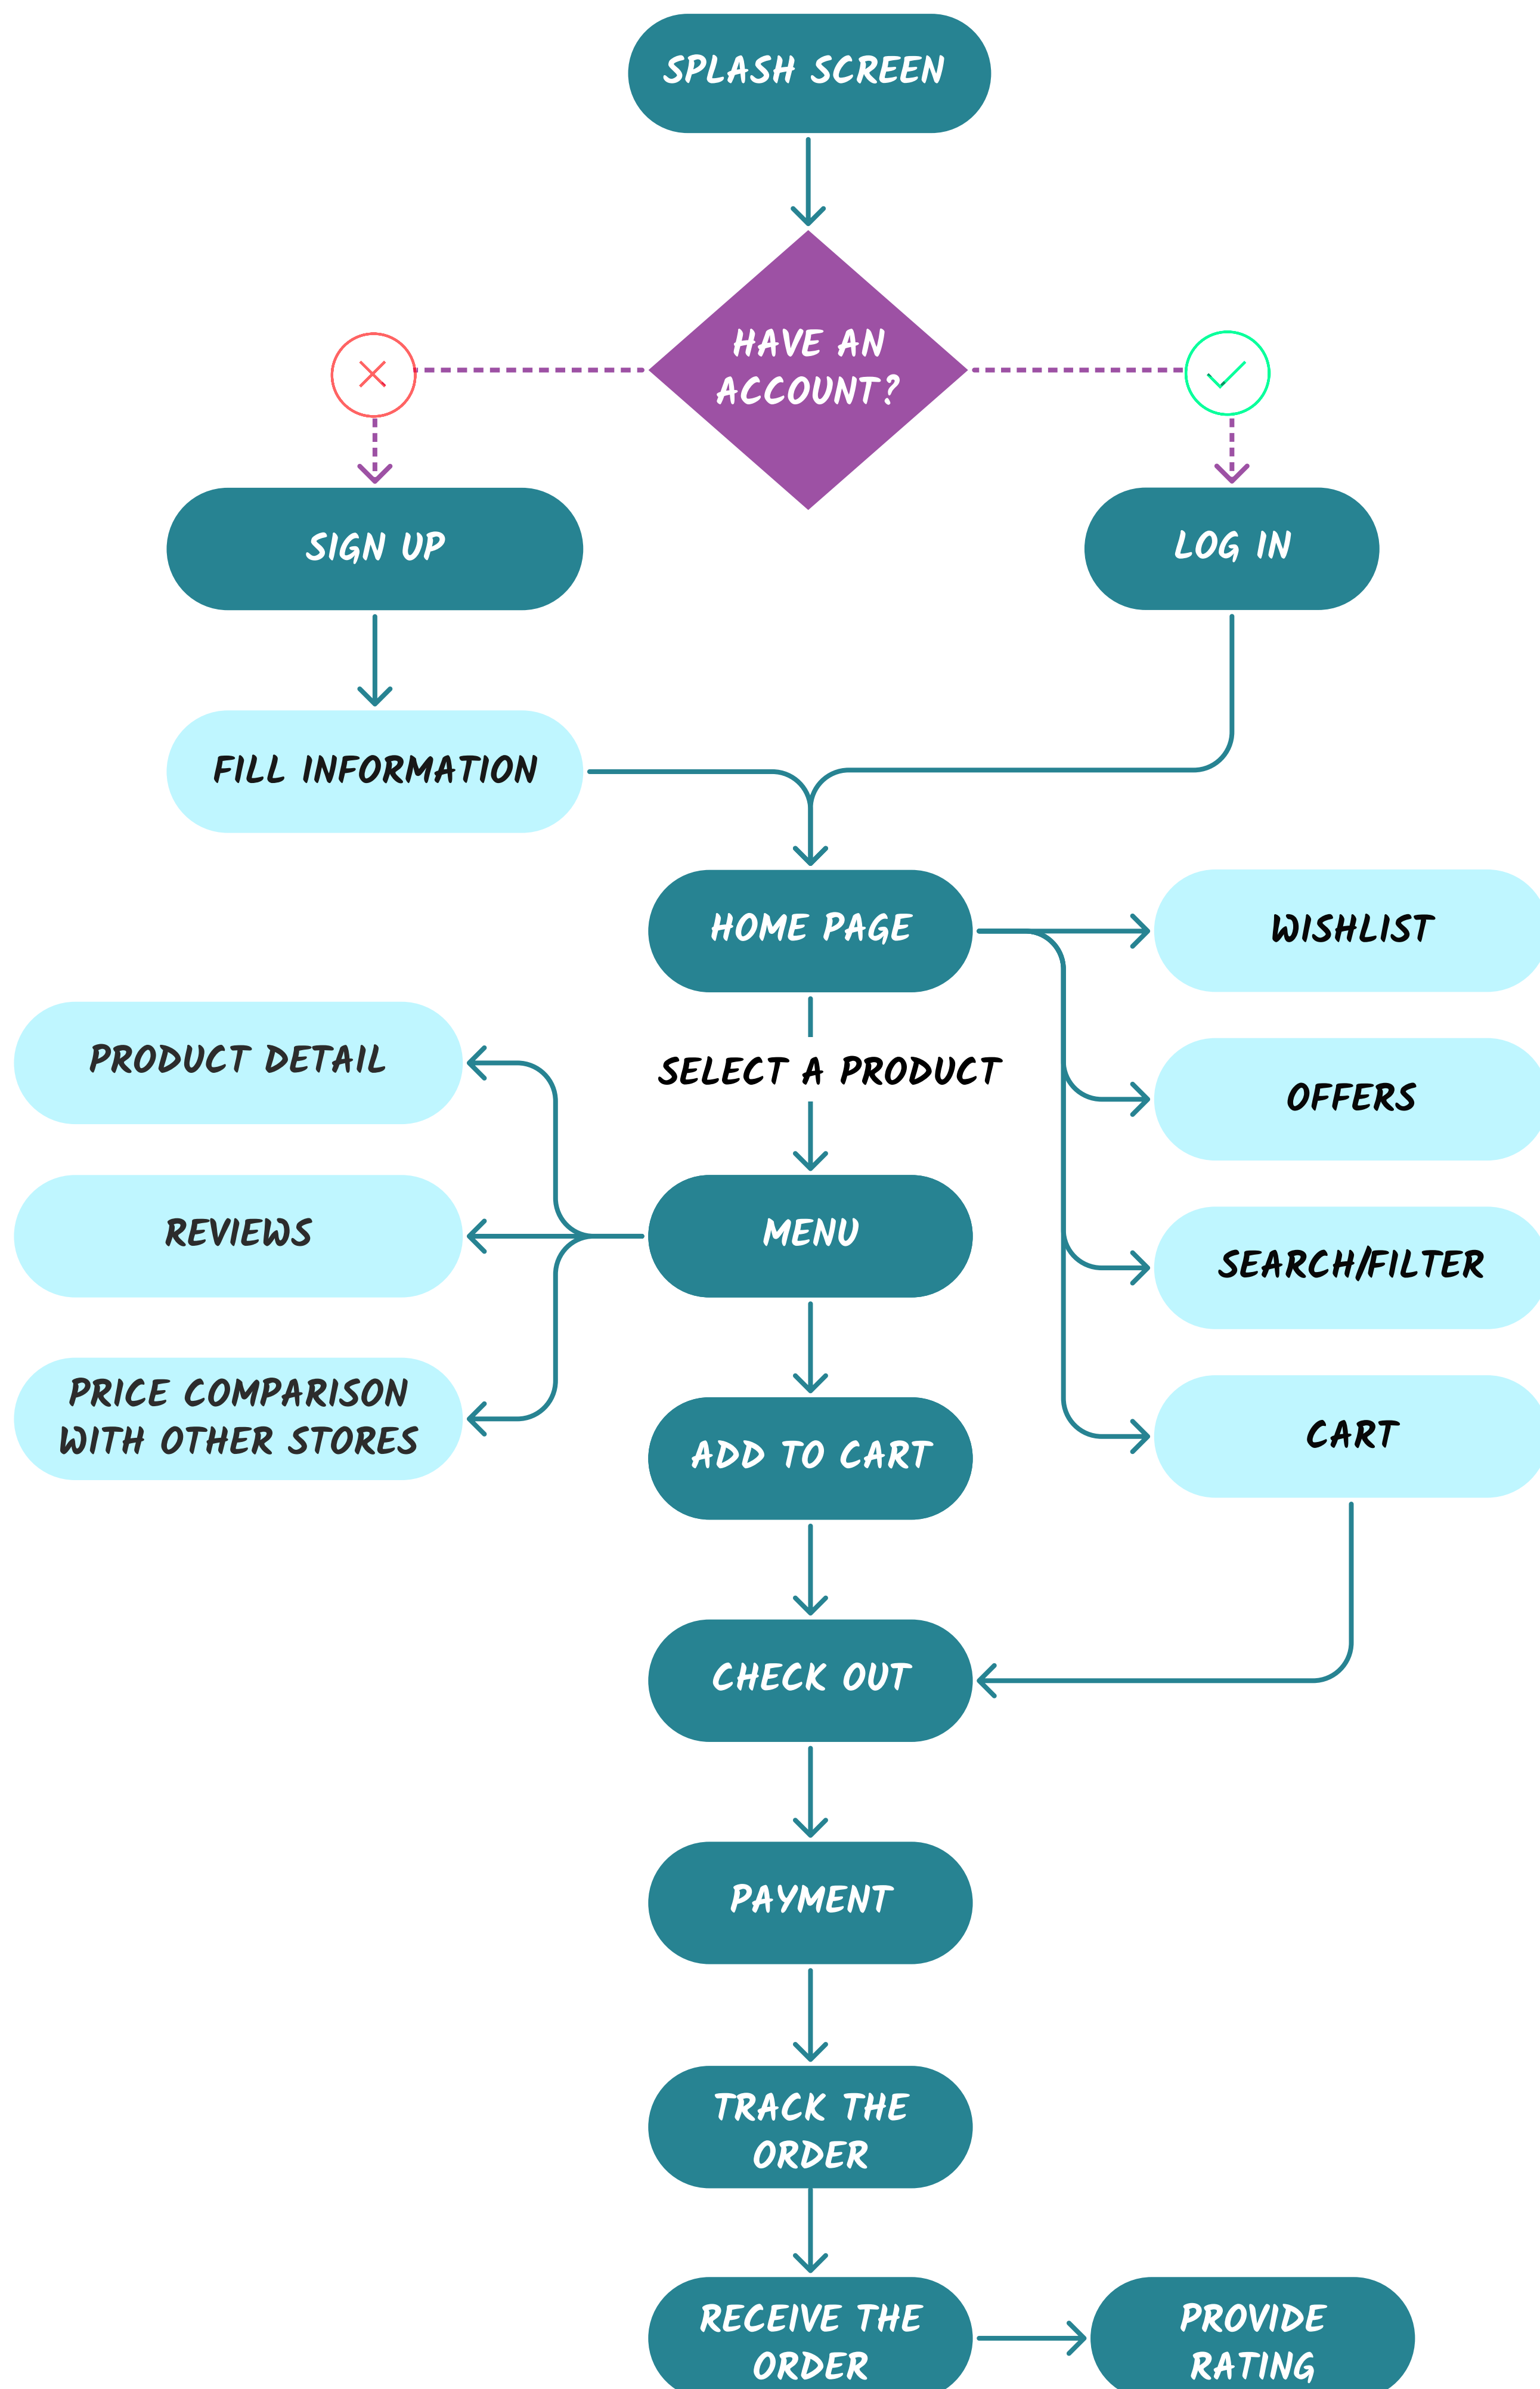 SPLASH SCREEN
HAVE AN
ACCOUNT?
SIGN UP
LOG IN
FILL INFORMATION
HOME PAGE
WISHLIST
PRODUCT DETAIL
SELECT A PRODUCT
OFFERS
REVIEWS
MENU
SEARCH/FILTER
PRICE COMPARISON
WITH OTHER STORES
ADD TO CART
CART
CHECK OUT
PAYMENT
TRACK THE
ORDER
RECEIVE THE
ORDER
PROVIDE
RATING